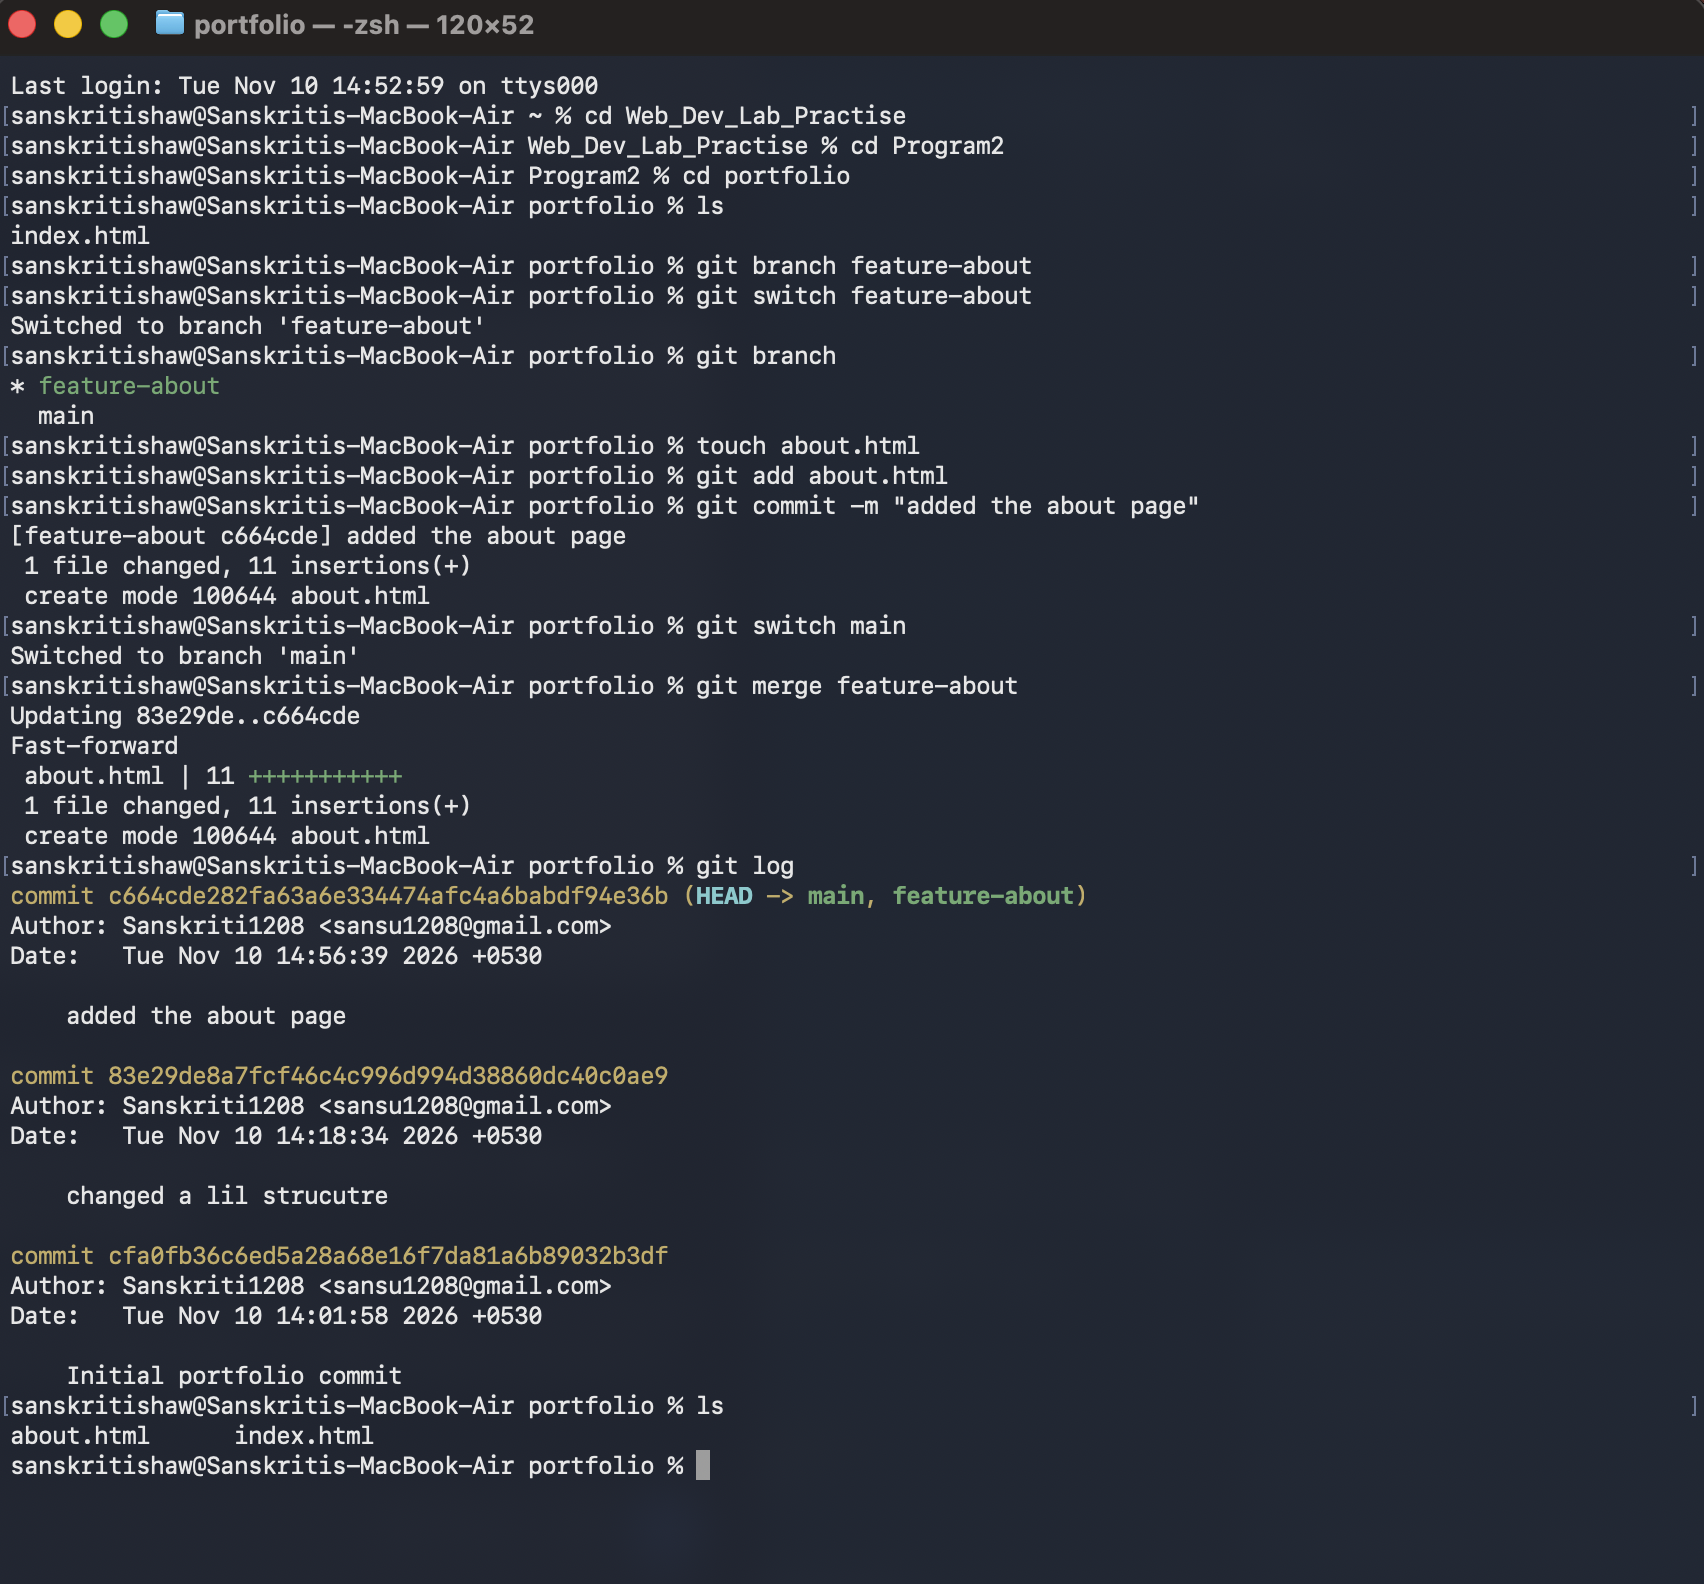 portfolio — -zsh — 120×52
Last login: Tue Nov 10 14:52:59 on ttys000
[sanskritishaw@Sanskritis-MacBook-Air ~ % cd Web_Dev_Lab_Practise ]
[sanskritishaw@Sanskritis-MacBook-Air Web_Dev_Lab_Practise % cd Program2 ]
[sanskritishaw@Sanskritis-MacBook-Air Program2 % cd portfolio ]
[sanskritishaw@Sanskritis-MacBook-Air portfolio % ls ]
index.html
[sanskritishaw@Sanskritis-MacBook-Air portfolio % git branch feature-about ]
[sanskritishaw@Sanskritis-MacBook-Air portfolio % git switch feature-about ]
Switched to branch 'feature-about'
[sanskritishaw@Sanskritis-MacBook-Air portfolio % git branch ]
* feature-about
  main
[sanskritishaw@Sanskritis-MacBook-Air portfolio % touch about.html ]
[sanskritishaw@Sanskritis-MacBook-Air portfolio % git add about.html ]
[sanskritishaw@Sanskritis-MacBook-Air portfolio % git commit -m "added the about page" ]
[feature-about c664cde] added the about page
 1 file changed, 11 insertions(+)
 create mode 100644 about.html
[sanskritishaw@Sanskritis-MacBook-Air portfolio % git switch main ]
Switched to branch 'main'
[sanskritishaw@Sanskritis-MacBook-Air portfolio % git merge feature-about ]
Updating 83e29de..c664cde
Fast-forward
 about.html | 11 +++++++++++
 1 file changed, 11 insertions(+)
 create mode 100644 about.html
[sanskritishaw@Sanskritis-MacBook-Air portfolio % git log ]
commit c664cde282fa63a6e334474afc4a6babdf94e36b (HEAD -> main, feature-about)
Author: Sanskriti1208 <sansu1208@gmail.com>
Date:   Tue Nov 10 14:56:39 2026 +0530
    added the about page
commit 83e29de8a7fcf46c4c996d994d38860dc40c0ae9
Author: Sanskriti1208 <sansu1208@gmail.com>
Date:   Tue Nov 10 14:18:34 2026 +0530
    changed a lil strucutre
commit cfa0fb36c6ed5a28a68e16f7da81a6b89032b3df
Author: Sanskriti1208 <sansu1208@gmail.com>
Date:   Tue Nov 10 14:01:58 2026 +0530
    Initial portfolio commit
[sanskritishaw@Sanskritis-MacBook-Air portfolio % ls ]
about.html      index.html
sanskritishaw@Sanskritis-MacBook-Air portfolio %